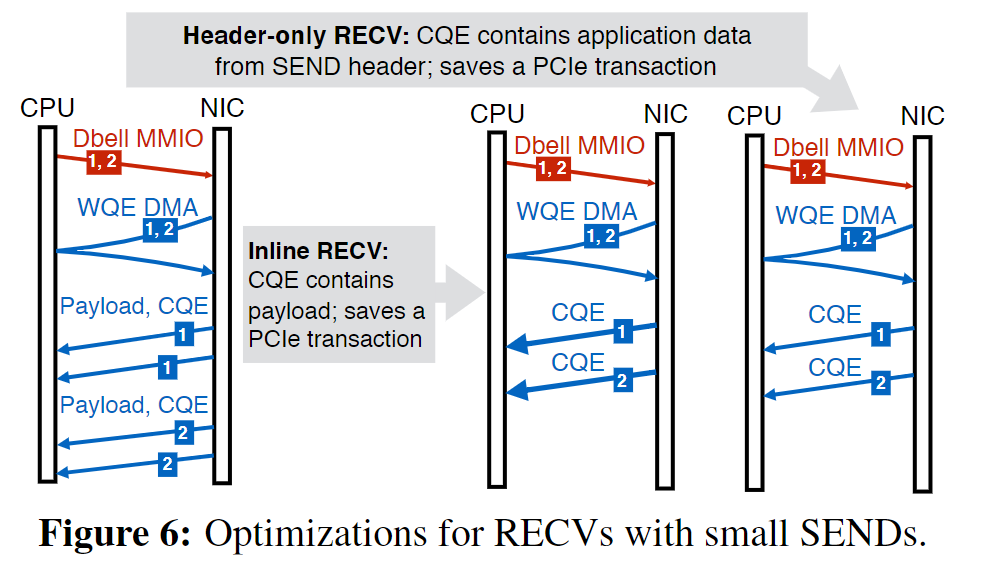 Header-only RECV: CQE contains application data
from SEND header; saves a PCIe transaction
CPU NIC
Dbell MMIO
1, 2
WQE DMA
1, 2
Payload, CQE
1
1
Payload, CQE
2
2
Inline RECV:
CQE contains
payload; saves a
PCIe transaction
CPU NIC
Dbell MMIO
1, 2
WQE DMA
1, 2
CQE
1
CQE
2
CPU NIC
Dbell MMIO
1, 2
WQE DMA
1, 2
CQE
1
CQE
2
Figure 6: Optimizations for RECVs with small SENDs.